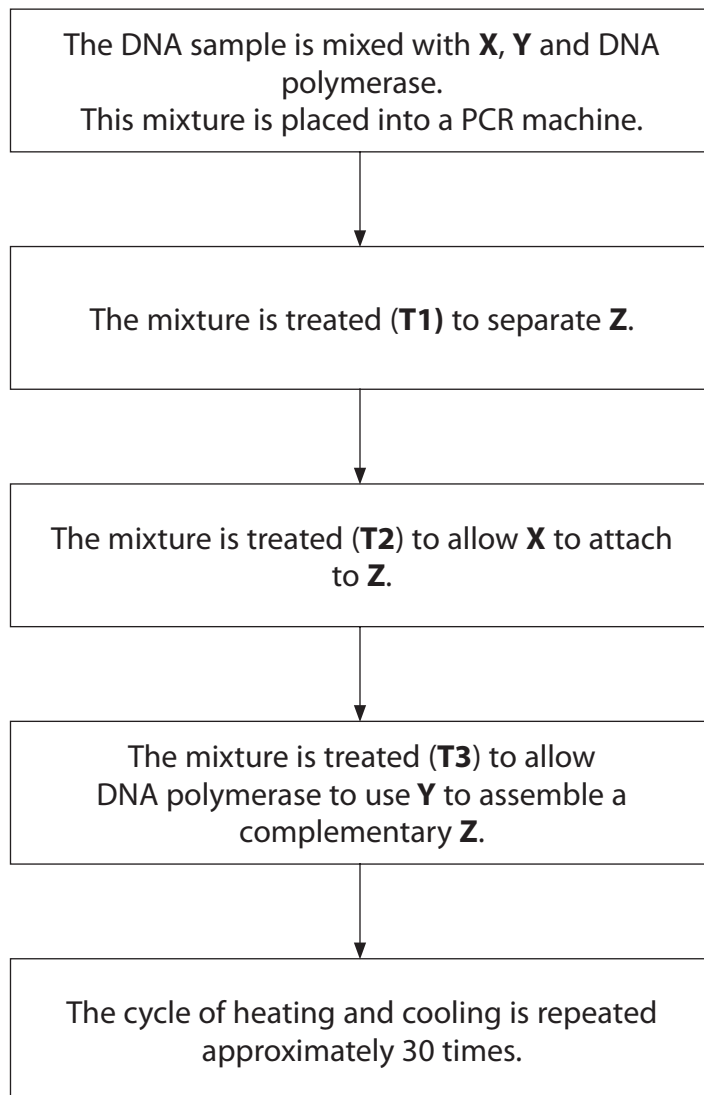 The DNA sample is mixed with X, Y and DNA
polymerase.
This mixture is placed into a PCR machine.
The mixture is treated (T1) to separate Z.
The mixture is treated (T2) to allow X to attach
to Z.
The mixture is treated (T3) to allow
DNA polymerase to use Y to assemble a
complementary Z.
The cycle of heating and cooling is repeated
approximately 30 times.